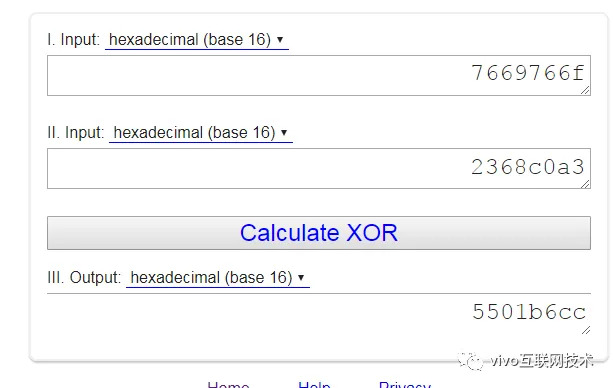 I. Input: hexadecimal (base 16) ▾
7669766f
II. Input: hexadecimal (base 16) ▾
2368c0a3
Calculate XOR
III. Output: hexadecimal (base 16) ▾
5501b6cc
vivo互联网技术
Home Help Privacy